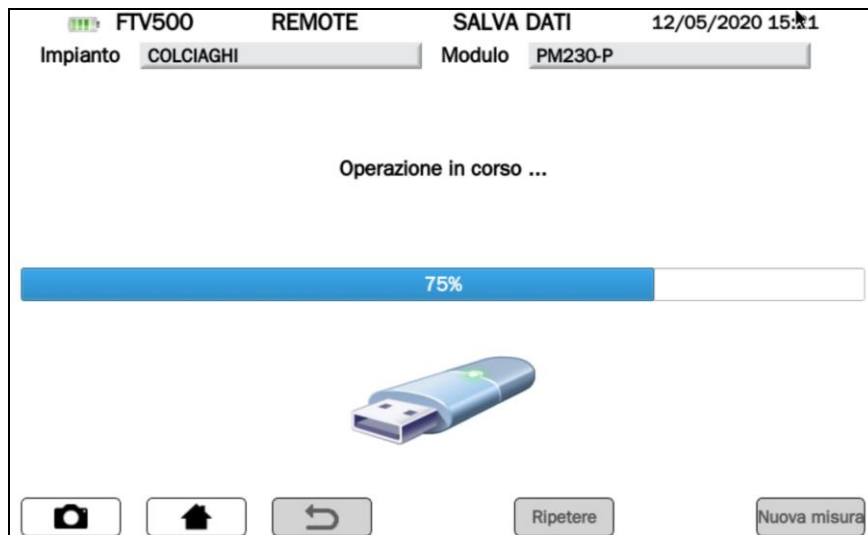 FTV500 REMOTE SALVA DATI 12/05/2020 15:21
Impianto COLCIAGHI Modulo PM230-P
Operazione in corso ...
75%
Ripetere Nuova misura